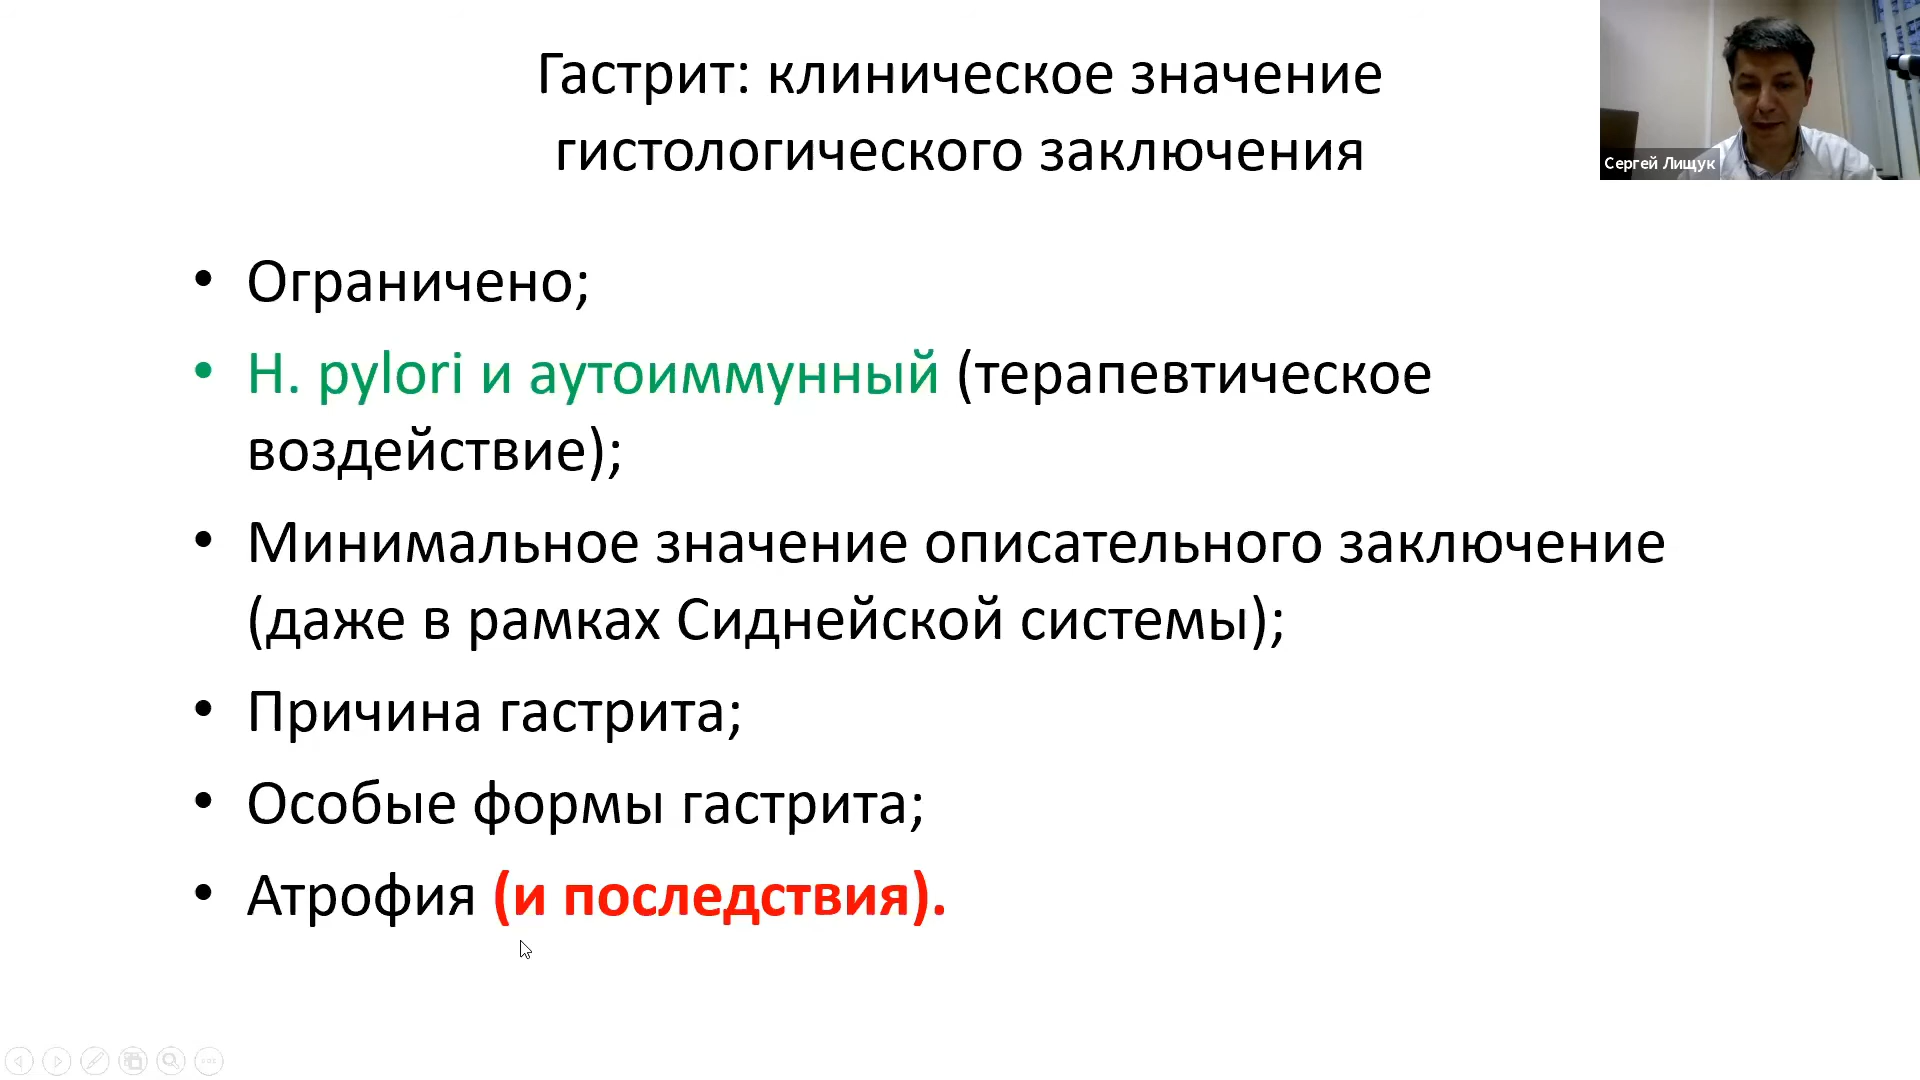 Гастрит: клиническое значение
гистологического заключения
Сергей Лищук
• Ограничено;
• H. pylori и аутоиммунный (терапевтическое
воздействие);
• Минимальное значение описательного заключение
(даже в рамках Сиднейской системы);
• Причина гастрита;
• Особые формы гастрита;
• Атрофия (и последствия).